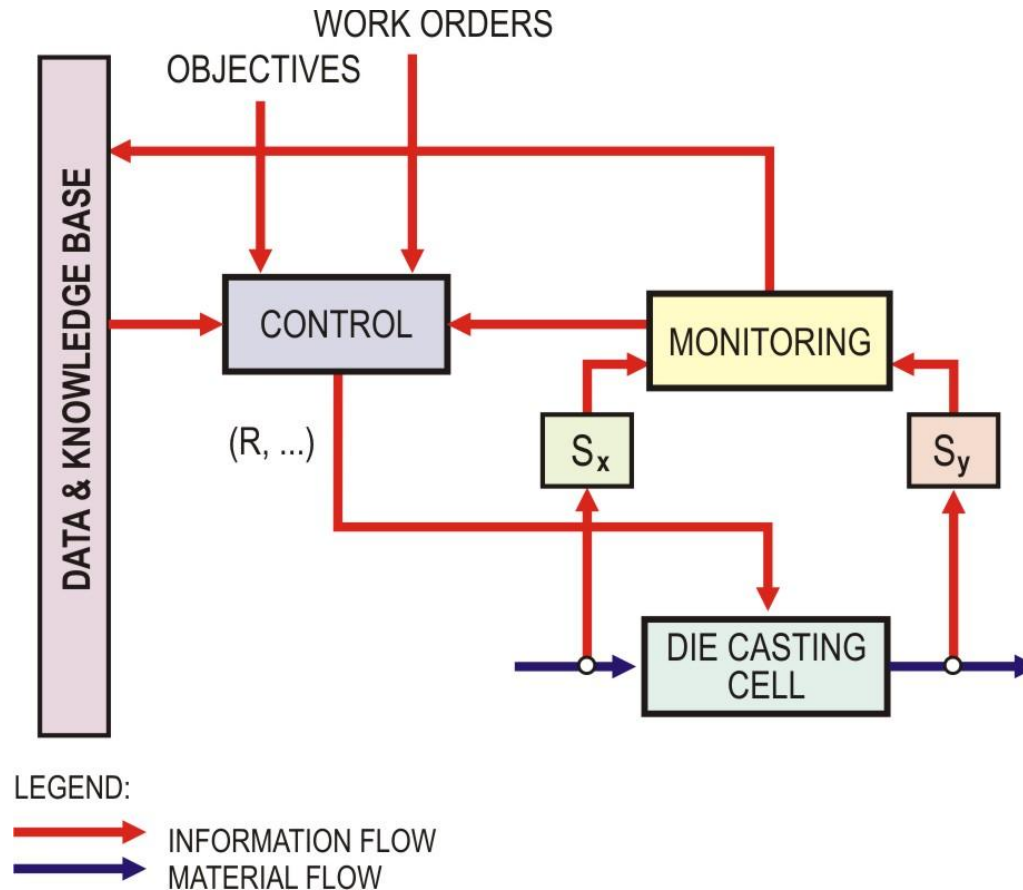 WORK ORDERS
OBJECTIVES
DATA & KNOWLEDGE BASE
CONTROL
MONITORING
(R, ...)
Sx
Sy
DIE CASTING
CELL
LEGEND:
INFORMATION FLOW
MATERIAL FLOW